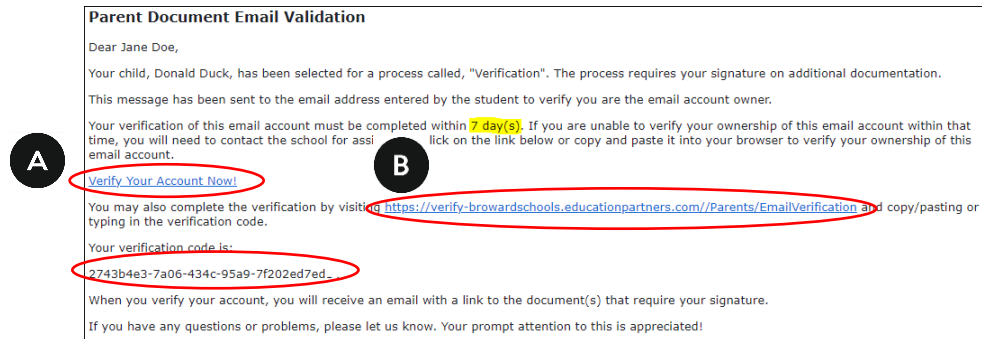 Parent Document Email Validation
Dear Jane Doe,
Your child, Donald Duck, has been selected for a process called, "Verification". The process requires your signature on additional documentation.
This message has been sent to the email address entered by the student to verify you are the email account owner.
Your verification of this email account must be completed within 7 day(s). If you are unable to verify your ownership of this email account within that
time, you will need to contact the school for assi lick on the link below or copy and paste it into your browser to verify your ownership of this
email account.
A
B
Verify Your Account Now!
You may also complete the verification by visiting https://verify-browardschools.educationpartners.com//Parents/EmailVerification and copy/pasting or
typing in the verification code.
Your verification code is:
2743b4e3-7a06-434c-95a9-7f202ed7ed
When you verify your account, you will receive an email with a link to the document(s) that require your signature.
If you have any questions or problems, please let us know. Your prompt attention to this is appreciated!